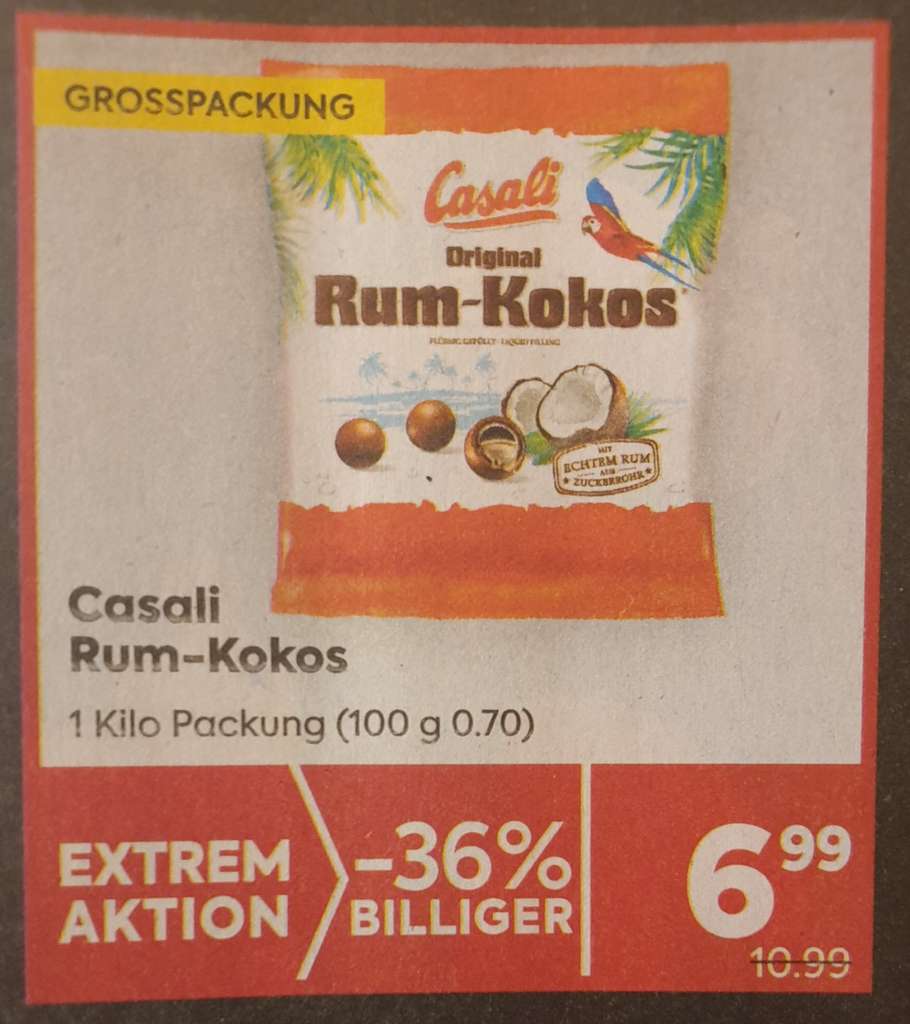 GROSSPACKUNG
Casali
Original
Rum-Kokos
FLÜSSIG GEFÜLLT · LIQUID FILLING
MIT
ECHTEM RUM
AUS
ZUCKERROHR
Casali
Rum-Kokos
1 Kilo Packung (100 g 0.70)
EXTREM
AKTION
-36%
BILLIGER
6 99
10.99